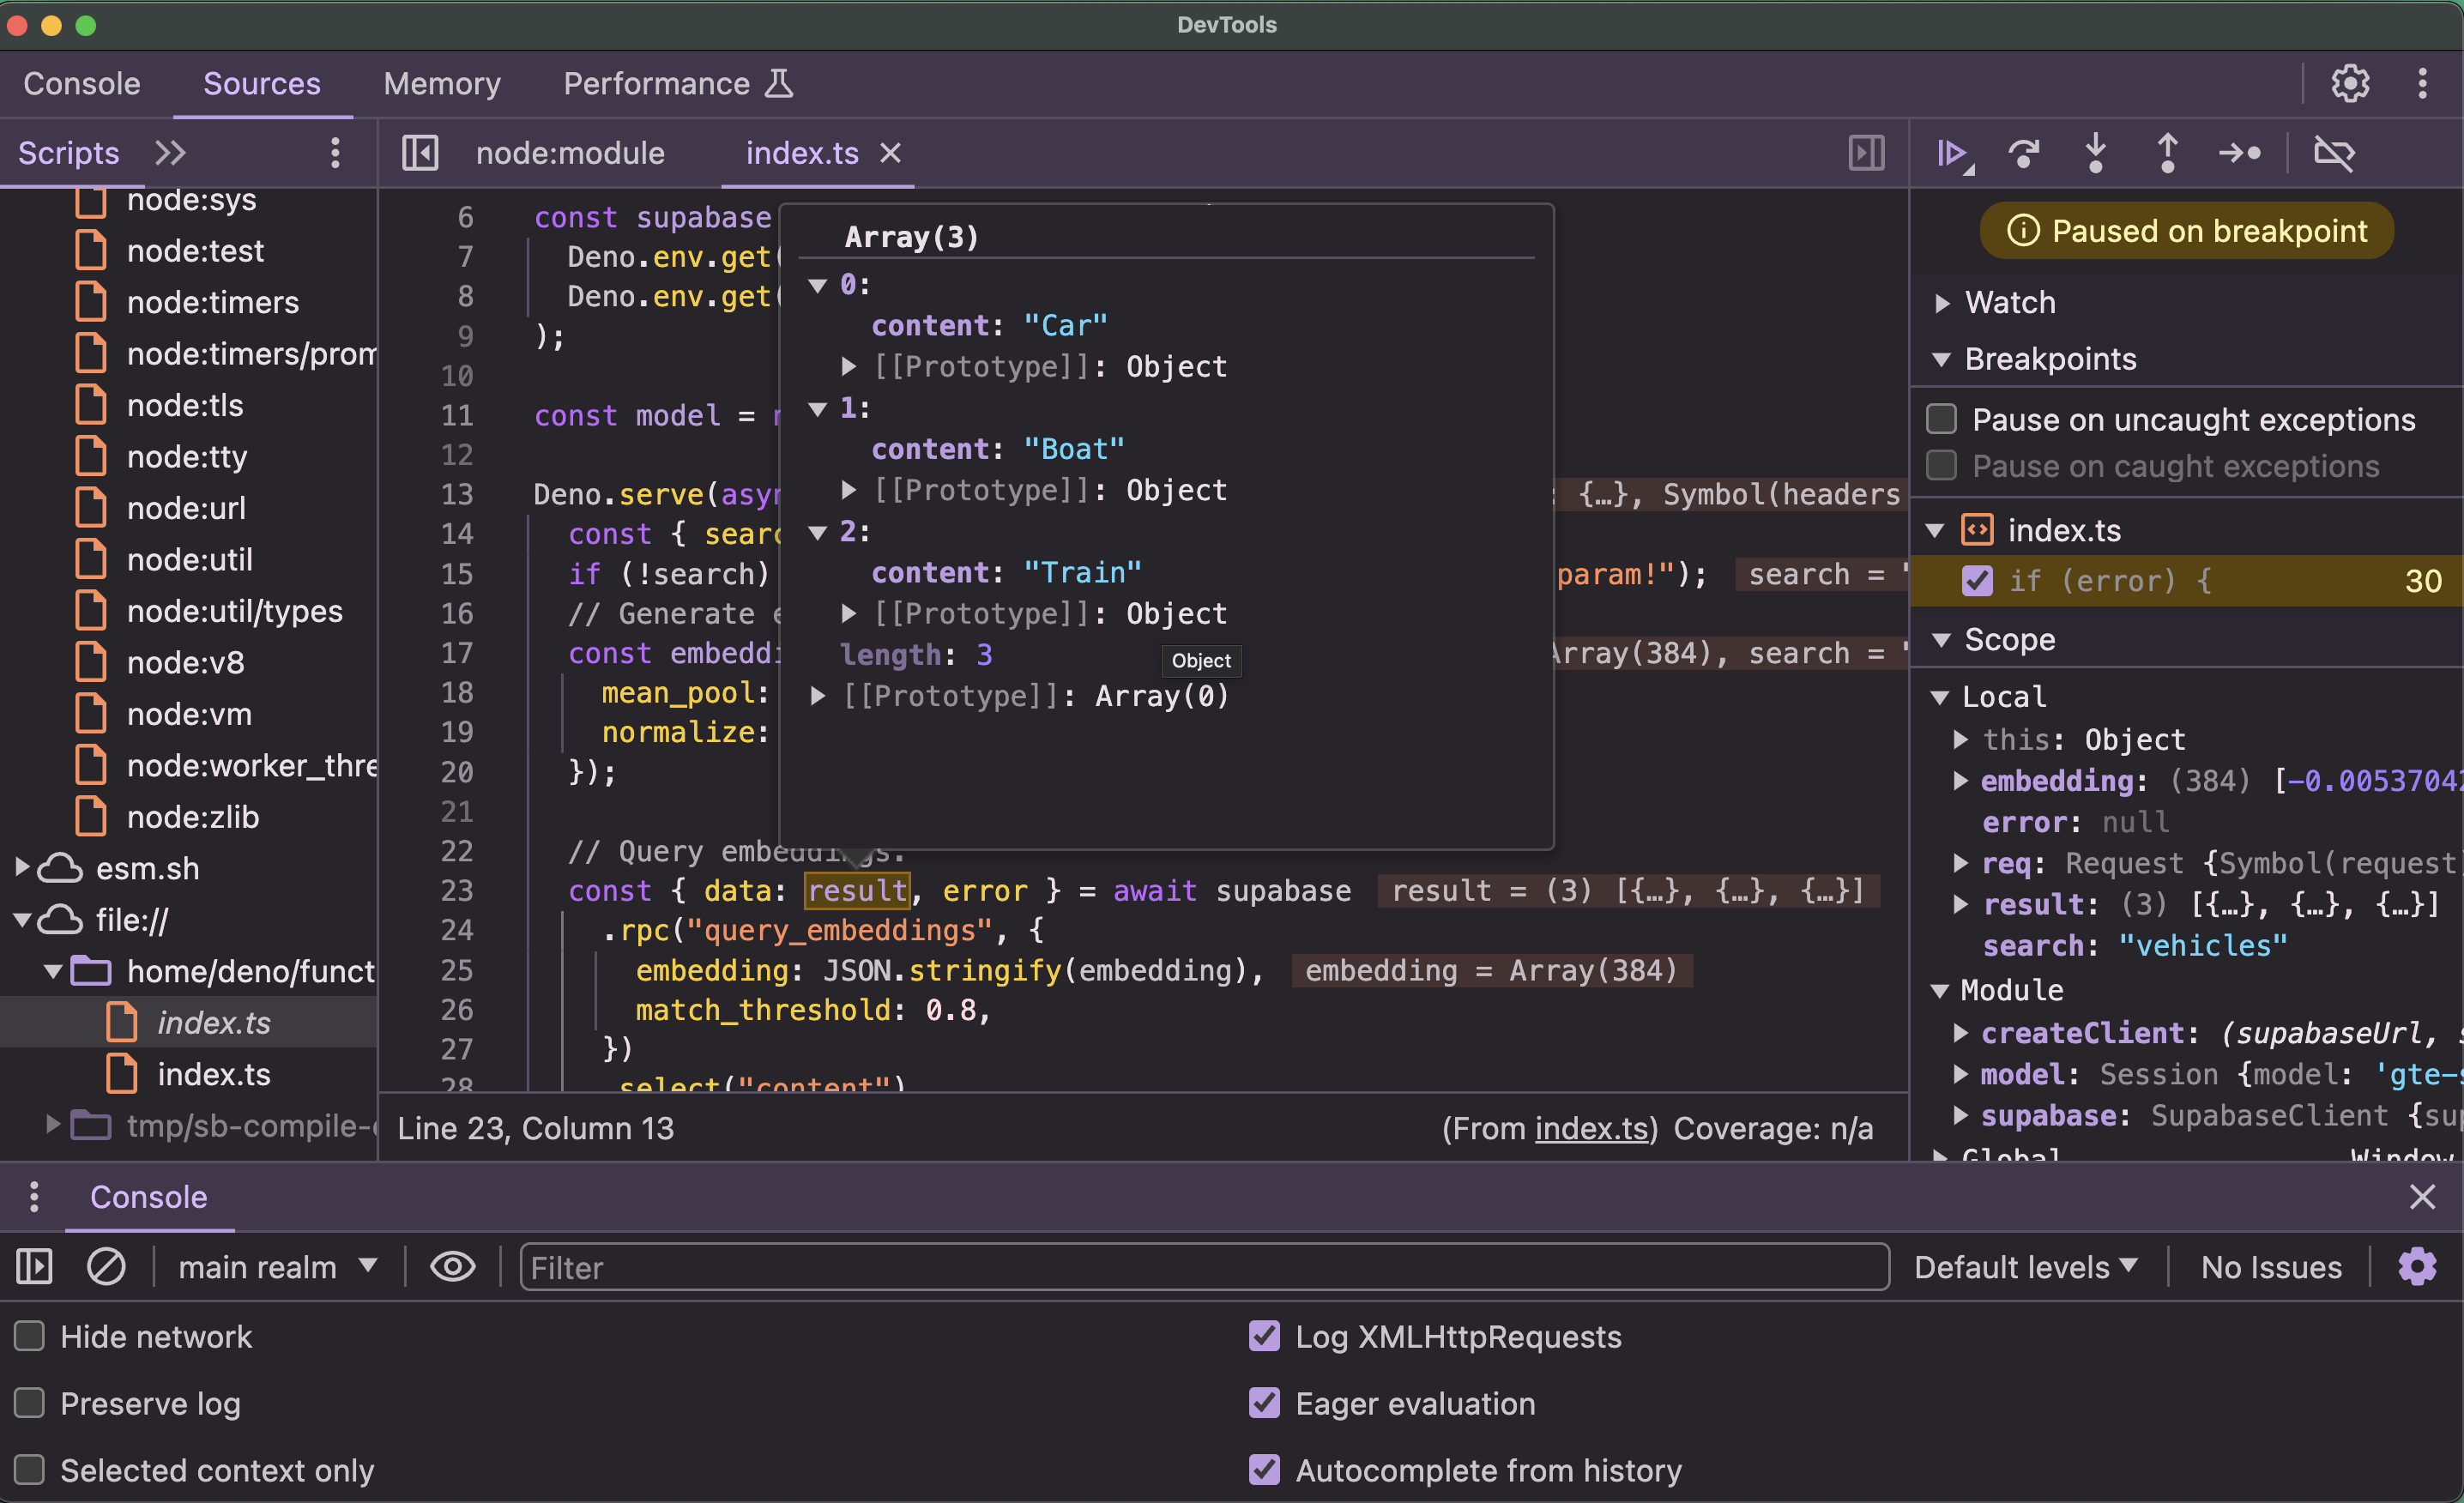 DevTools
Console Sources Memory Performance
Scripts
node:module index.ts
node:sys
node:test
node:timers
node:timers/prom
node:tls
node:tty
node:url
node:util
node:util/types
node:v8
node:vm
node:worker_thre
node:zlib
esm.sh
file://
home/deno/funct
index.ts
index.ts
tmp/sb-compile-
6 const supabase
7 Deno.env.get(
8 Deno.env.get(
9 );
10
11 const model =
12
13 Deno.serve(asyn : {…}, Symbol(headers
14 const { searc
15 if (!search) param!"); search = "
16 // Generate e
17 const embeddi Array(384), search = "
18 mean_pool:
19 normalize:
20 });
21
22 // Query embeddings.
23 const { data: result, error } = await supabase result = (3) [{…}, {…}, {…}]
24 .rpc("query_embeddings", {
25 embedding: JSON.stringify(embedding), embedding = Array(384)
26 match_threshold: 0.8,
27 })
28 select("content")
Array(3)
0:
content: "Car"
[[Prototype]]: Object
1:
content: "Boat"
[[Prototype]]: Object
2:
content: "Train"
[[Prototype]]: Object
length: 3
Object
[[Prototype]]: Array(0)
Line 23, Column 13 (From index.ts) Coverage: n/a
Paused on breakpoint
Watch
Breakpoints
Pause on uncaught exceptions
Pause on caught exceptions
index.ts
if (error) { 30
Scope
Local
this: Object
embedding: (384) [-0.0053704
error: null
req: Request {Symbol(request)
result: (3) [{…}, {…}, {…}]
search: "vehicles"
Module
createClient: (supabaseUrl, s
model: Session {model: 'gte-s
supabase: SupabaseClient {sup
Global Window
Console
main realm Filter Default levels No Issues
Hide network Log XMLHttpRequests
Preserve log Eager evaluation
Selected context only Autocomplete from history